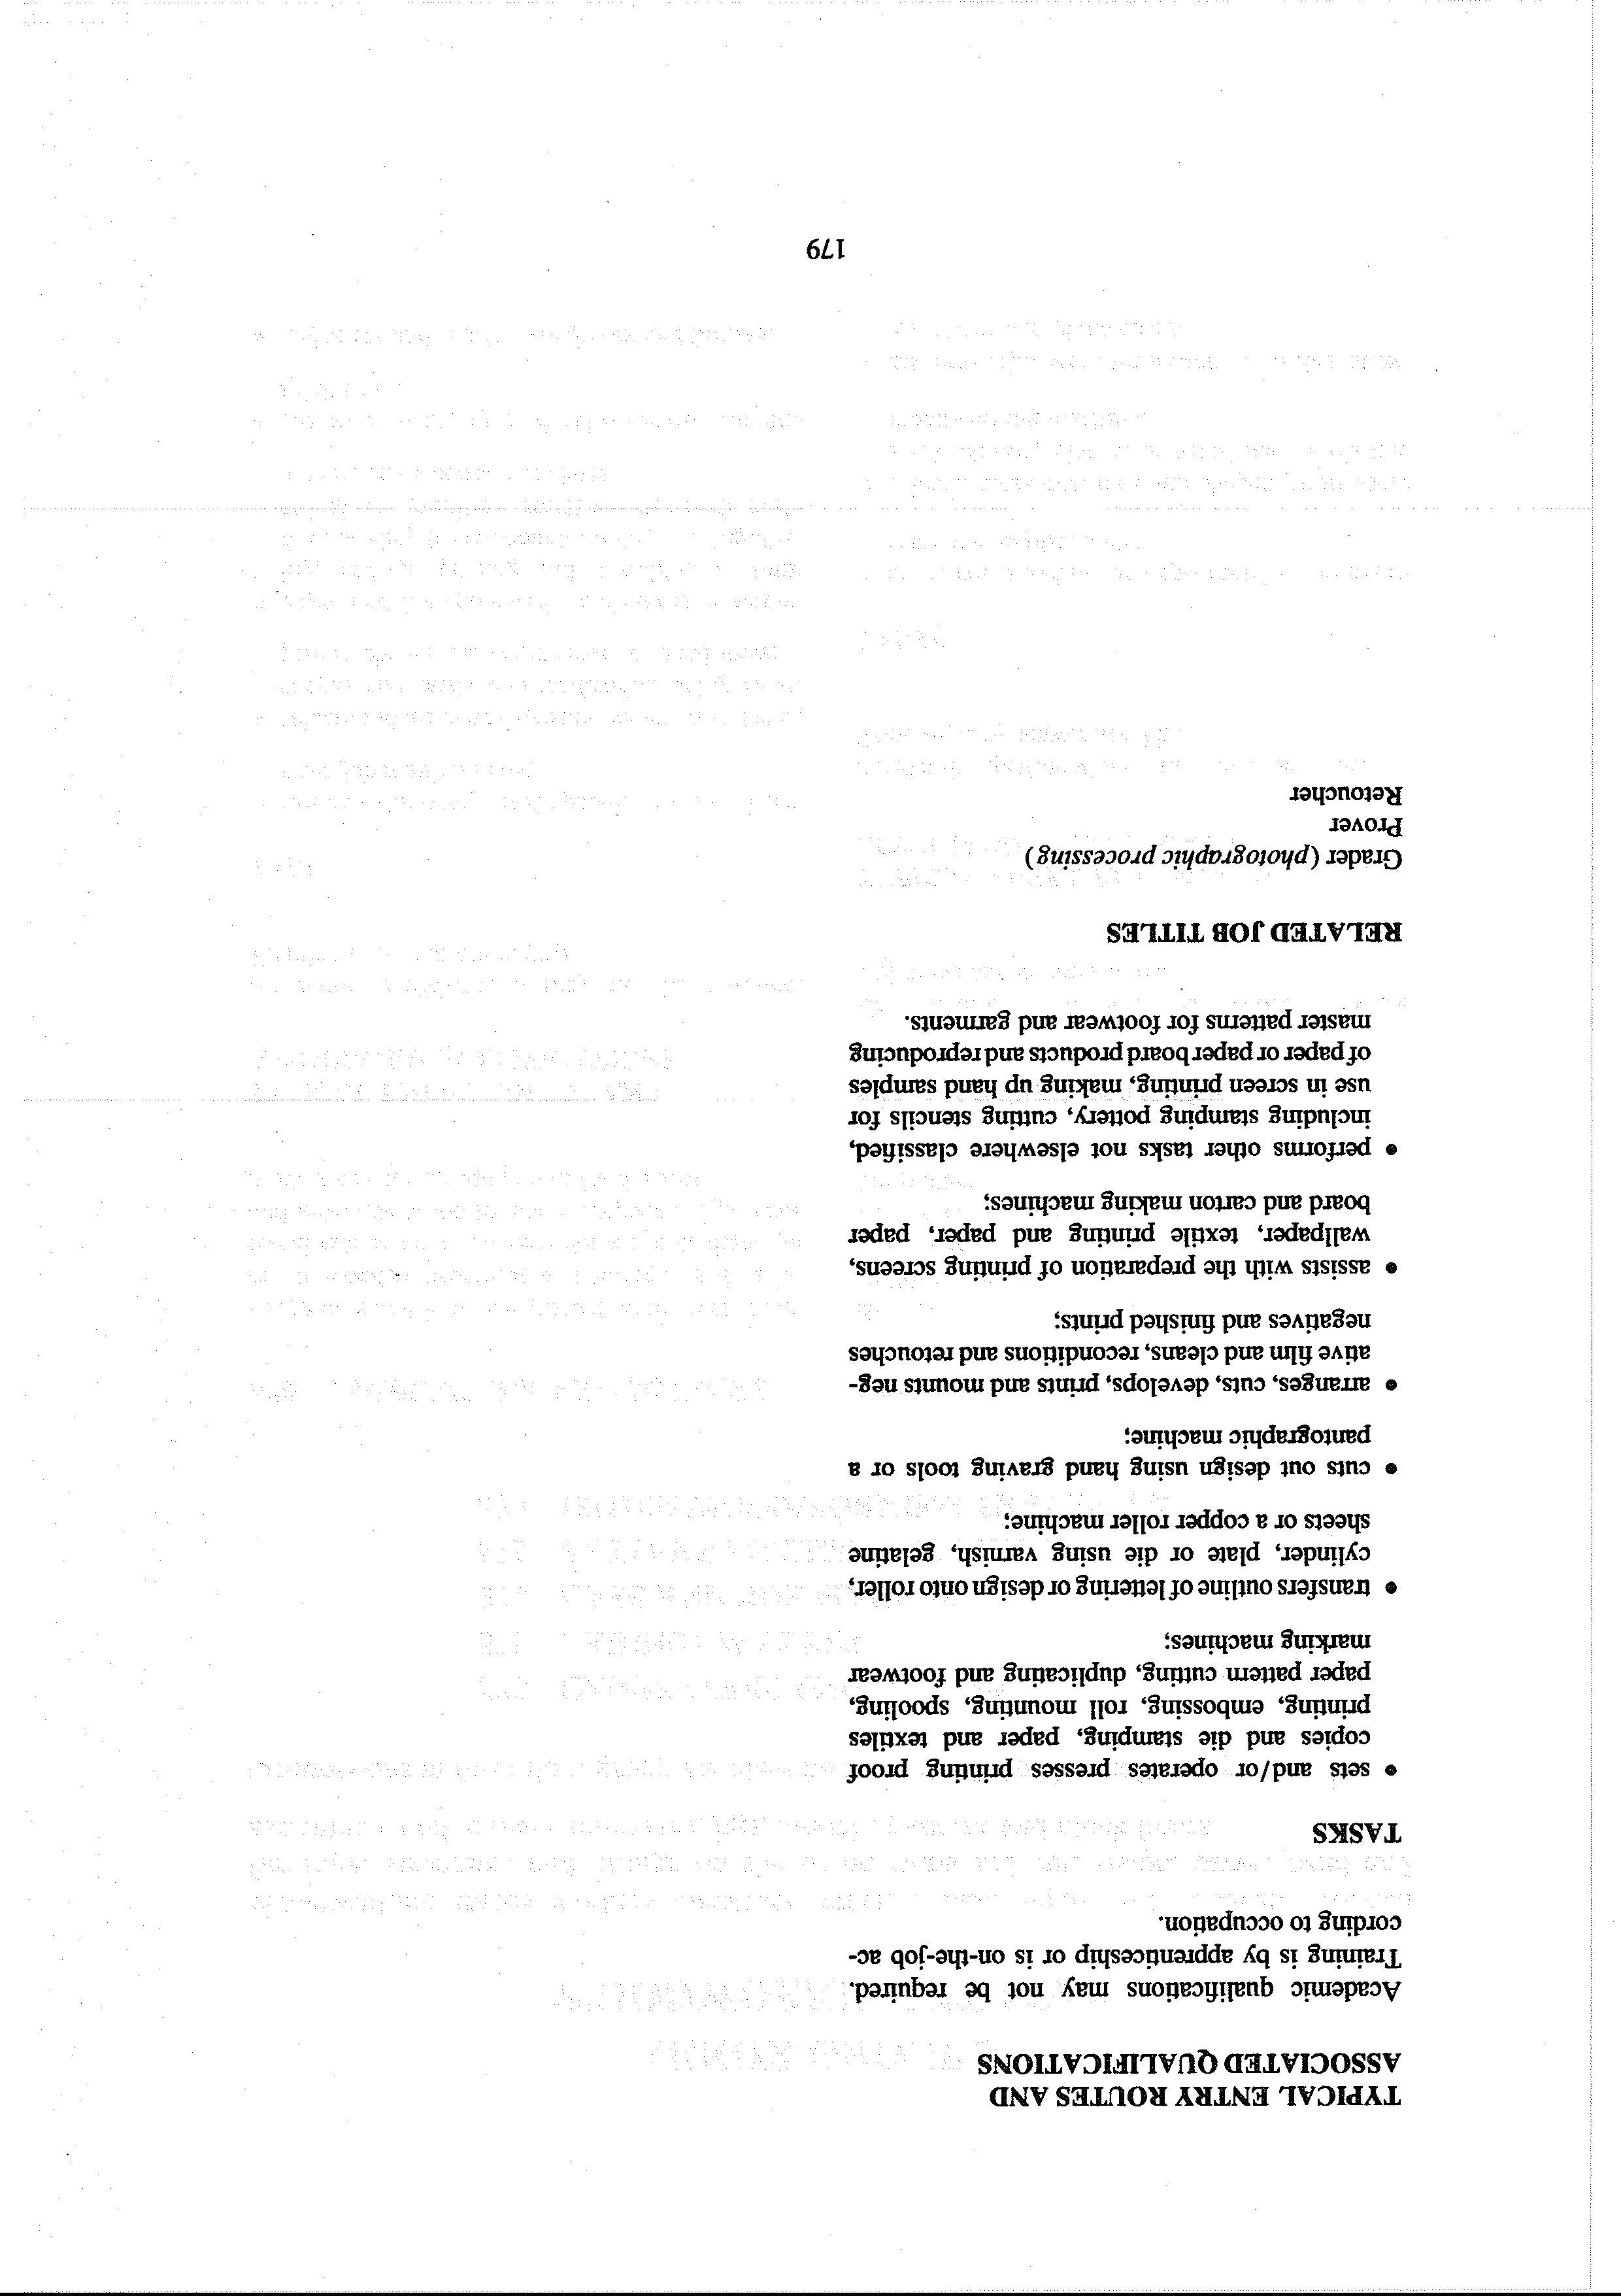 TYPICAL ENTRY ROUTES AND
ASSOCIATED QUALIFICATIONS
Academic qualifications may not be required.
Training is by apprenticeship or is on-the-job ac-
cording to occupation.
TASKS
• sets and/or operates presses printing proof
copies and die stamping, paper and textiles
printing, embossing, roll mounting, spooling,
paper pattern cutting, duplicating and footwear
marking machines;
• transfers outline of lettering or design onto roller,
cylinder, plate or die using varnish, gelatine
sheets or a copper roller machine;
• cuts out design using hand graving tools or a
pantographic machine;
• arranges, cuts, develops, prints and mounts neg-
ative film and cleans, reconditions and retouches
negatives and finished prints;
• assists with the preparation of printing screens,
wallpaper, textile printing and paper, paper
board and carton making machines;
• performs other tasks not elsewhere classified,
including stamping pottery, cutting stencils for
use in screen printing, making up hand samples
of paper or paper board products and reproducing
master patterns for footwear and garments.
RELATED JOB TITLES
Grader (photographic processing)
Prover
Retoucher
179